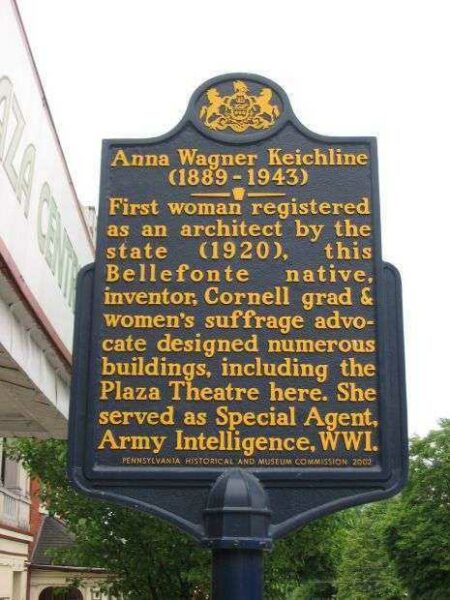 AZA CENTR
Anna Wagner Keichline
(1889-1943)
First woman registered
as an architect by the
state (1920), this
Bellefonte native,
inventor, Cornell grad &
women's suffrage advo-
cate designed numerous
buildings, including the
Plaza Theatre here. She
served as Special Agent,
Army Intelligence, WWI.
PENNSYLVANIA HISTORICAL AND MUSEUM COMMISSION 2002